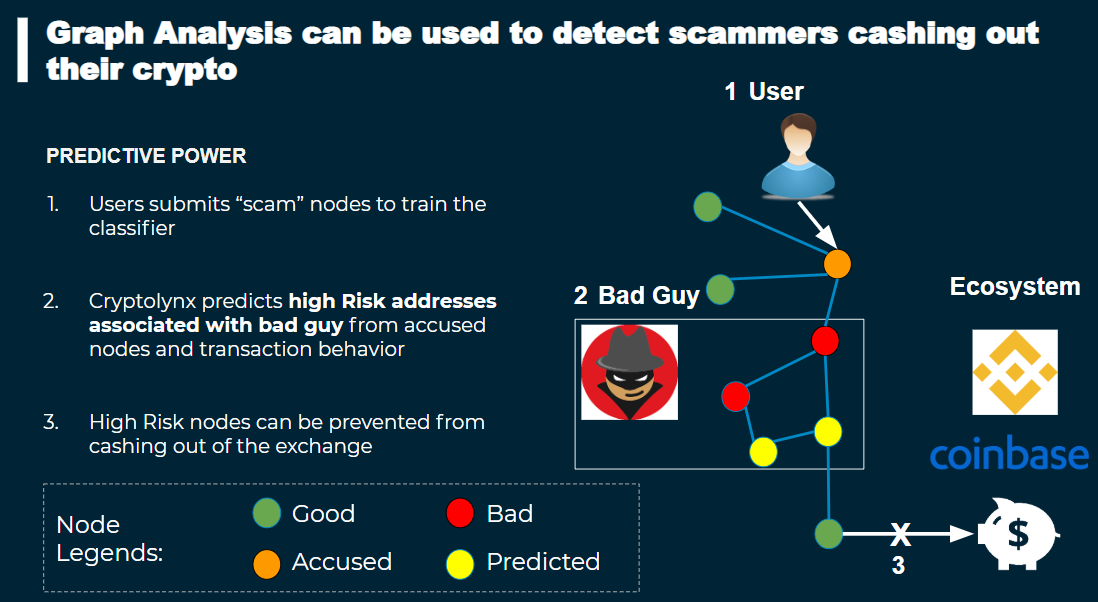 Graph Analysis can be used to detect scammers cashing out
their crypto
PREDICTIVE POWER
1. Users submits “scam” nodes to train the
classifier
2. Cryptolynx predicts high Risk addresses
associated with bad guy from accused
nodes and transaction behavior
3. High Risk nodes can be prevented from
cashing out of the exchange
Node
Legends:
Good
Bad
Accused
Predicted
1 User
2 Bad Guy
Ecosystem
coinbase
X
3
$